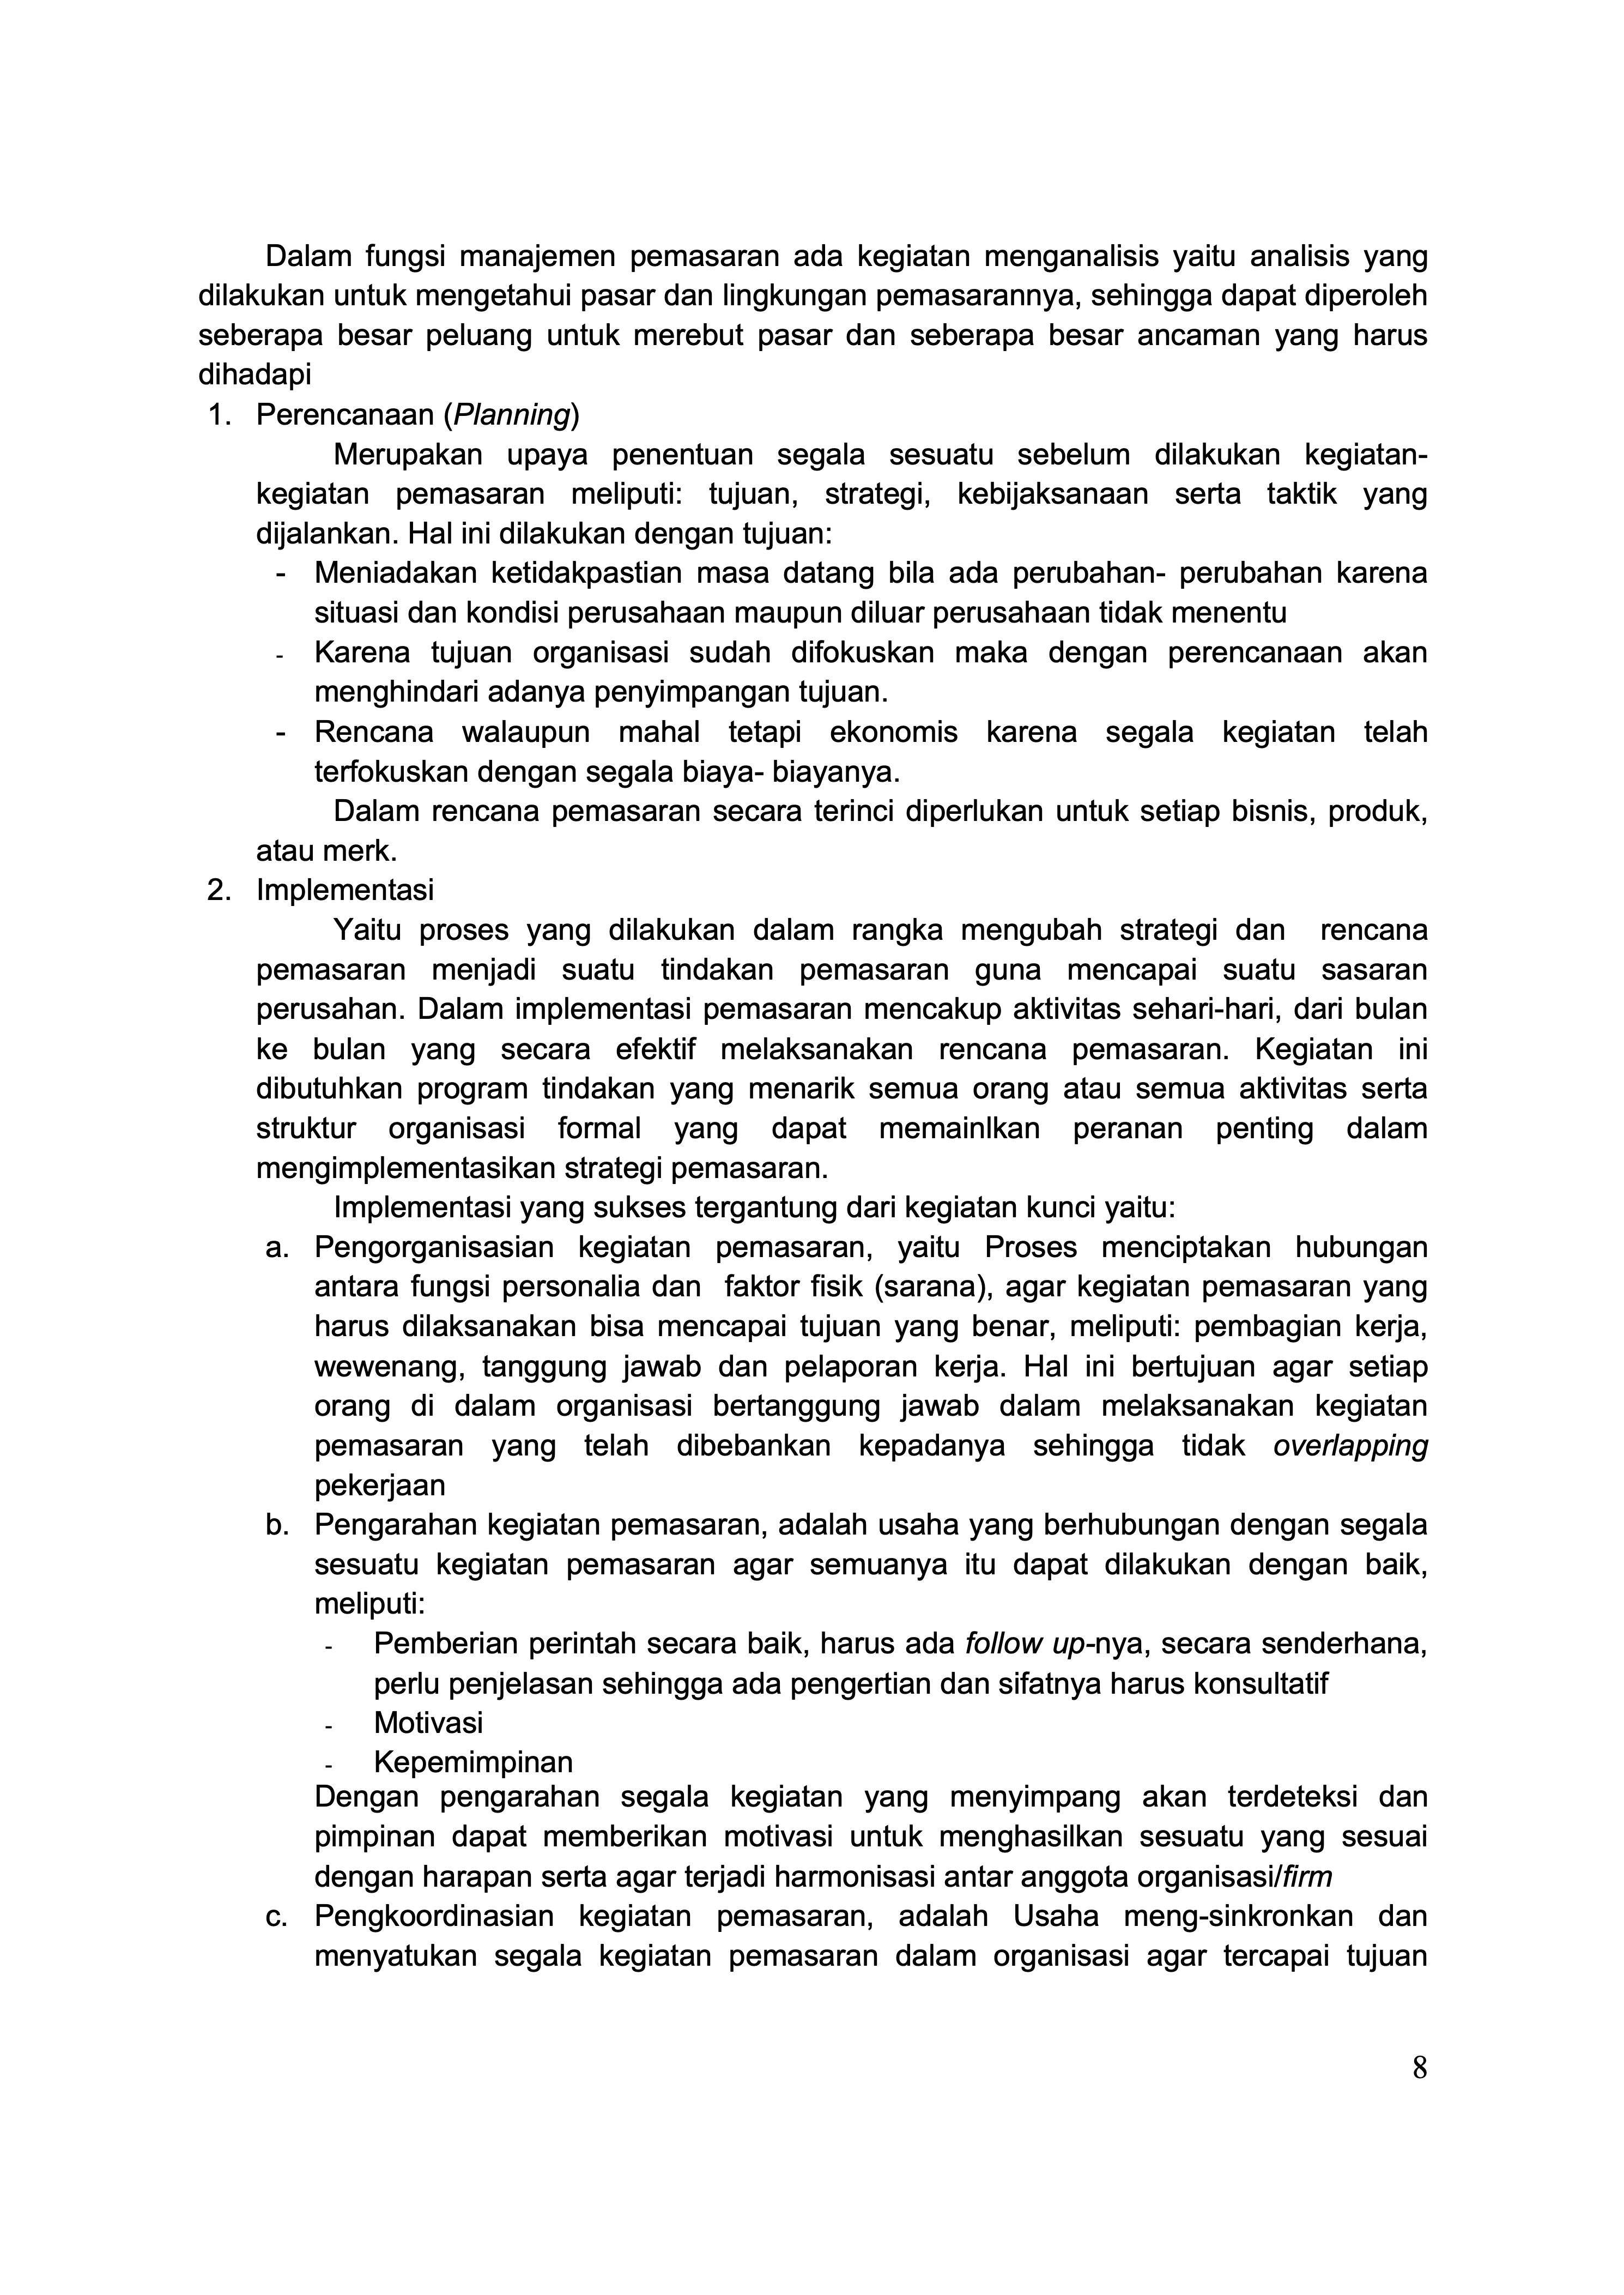 Dalam fungsi manajemen pemasaran ada kegiatan menganalisis yaitu analisis yang
dilakukan untuk mengetahui pasar dan lingkungan pemasarannya, sehingga dapat diperoleh
seberapa besar peluang untuk merebut pasar dan seberapa besar ancaman yang harus
dihadapi
1. Perencanaan (Planning)
Merupakan upaya penentuan segala sesuatu sebelum dilakukan kegiatan-
kegiatan pemasaran meliputi: tujuan, strategi, kebijaksanaan serta taktik yang
dijalankan. Hal ini dilakukan dengan tujuan:
- Meniadakan ketidakpastian masa datang bila ada perubahan- perubahan karena
situasi dan kondisi perusahaan maupun diluar perusahaan tidak menentu
- Karena tujuan organisasi sudah difokuskan maka dengan perencanaan akan
menghindari adanya penyimpangan tujuan.
- Rencana walaupun mahal tetapi ekonomis karena segala kegiatan telah
terfokuskan dengan segala biaya- biayanya.
Dalam rencana pemasaran secara terinci diperlukan untuk setiap bisnis, produk,
atau merk.
2. Implementasi
Yaitu proses yang dilakukan dalam rangka mengubah strategi dan rencana
pemasaran menjadi suatu tindakan pemasaran guna mencapai suatu sasaran
perusahan. Dalam implementasi pemasaran mencakup aktivitas sehari-hari, dari bulan
ke bulan yang secara efektif melaksanakan rencana pemasaran. Kegiatan ini
dibutuhkan program tindakan yang menarik semua orang atau semua aktivitas serta
struktur organisasi formal yang dapat memainlkan peranan penting dalam
mengimplementasikan strategi pemasaran.
Implementasi yang sukses tergantung dari kegiatan kunci yaitu:
a. Pengorganisasian kegiatan pemasaran, yaitu Proses menciptakan hubungan
antara fungsi personalia dan faktor fisik (sarana), agar kegiatan pemasaran yang
harus dilaksanakan bisa mencapai tujuan yang benar, meliputi: pembagian kerja,
wewenang, tanggung jawab dan pelaporan kerja. Hal ini bertujuan agar setiap
orang di dalam organisasi bertanggung jawab dalam melaksanakan kegiatan
pemasaran yang telah dibebankan kepadanya sehingga tidak overlapping
pekerjaan
b. Pengarahan kegiatan pemasaran, adalah usaha yang berhubungan dengan segala
sesuatu kegiatan pemasaran agar semuanya itu dapat dilakukan dengan baik,
meliputi:
- Pemberian perintah secara baik, harus ada follow up-nya, secara senderhana,
perlu penjelasan sehingga ada pengertian dan sifatnya harus konsultatif
- Motivasi
- Kepemimpinan
Dengan pengarahan segala kegiatan yang menyimpang akan terdeteksi dan
pimpinan dapat memberikan motivasi untuk menghasilkan sesuatu yang sesuai
dengan harapan serta agar terjadi harmonisasi antar anggota organisasi/firm
c. Pengkoordinasian kegiatan pemasaran, adalah Usaha meng-sinkronkan dan
menyatukan segala kegiatan pemasaran dalam organisasi agar tercapai tujuan
8